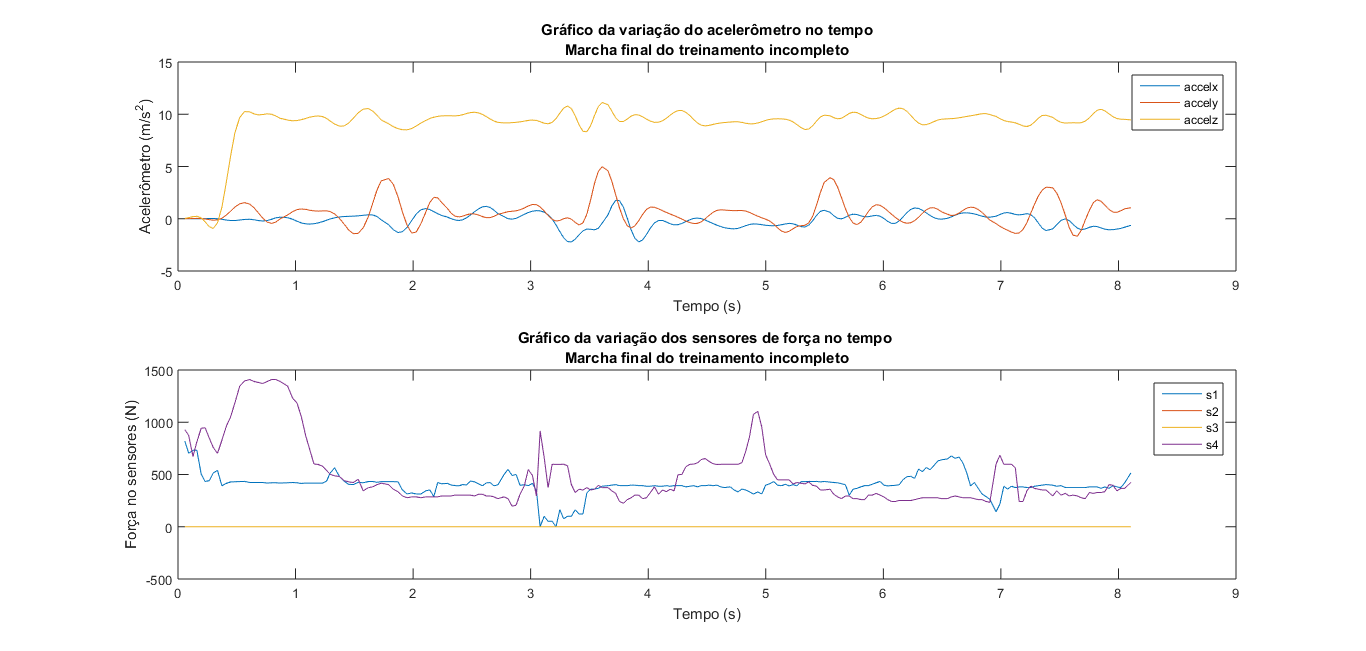 Gráfico da variação do acelerômetro no tempo
Marcha final do treinamento incompleto
Acelerômetro (m/s²)
15
10
5
0
-5
accelx
accely
accelz
0 1 2 3 4 5 6 7 8 9
Tempo (s)
Gráfico da variação dos sensores de força no tempo
Marcha final do treinamento incompleto
Força no sensores (N)
1500
1000
500
0
-500
s1
s2
s3
s4
0 1 2 3 4 5 6 7 8 9
Tempo (s)